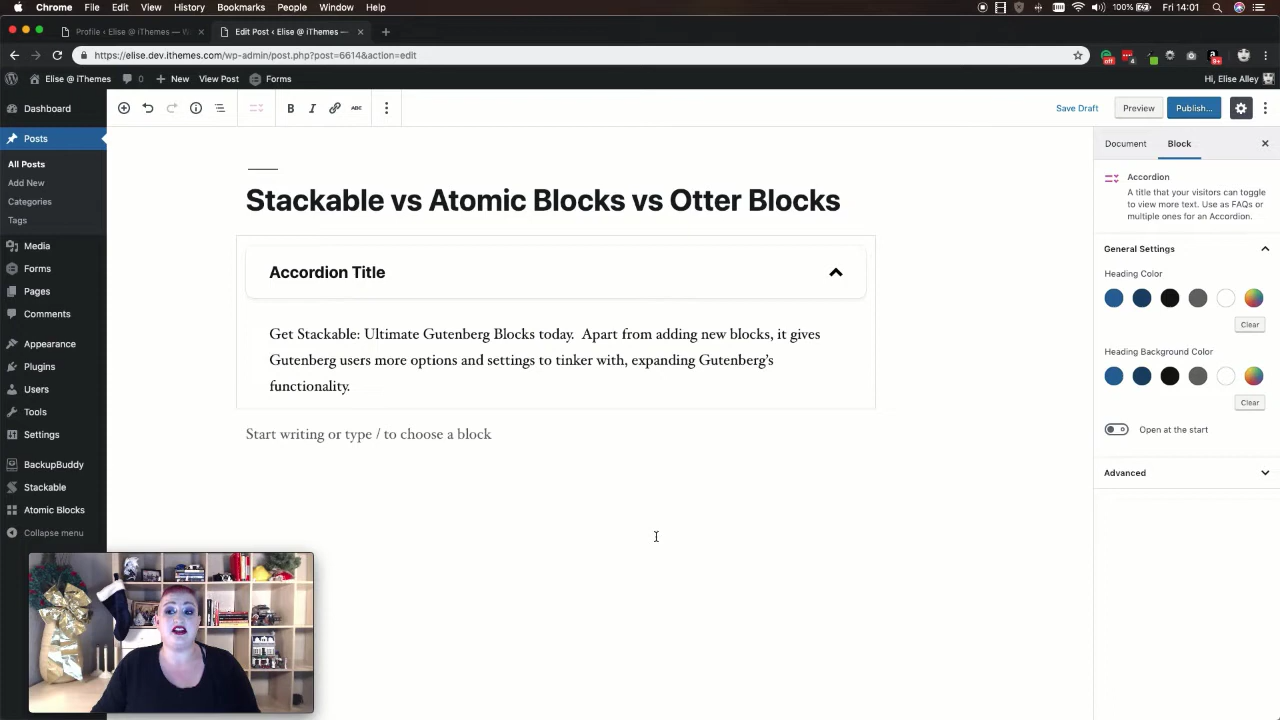 Chrome File Edit View History Bookmarks People Window Help 100% Fri 14:01
Profile ‹ Elise @ iThemes — W
Edit Post ‹ Elise @ iThemes —
https://elise.dev.ithemes.com/wp-admin/post.php?post=6614&action=edit
off 4 9+
Elise @ iThemes 0 New View Post Forms Hi, Elise Alley
Dashboard
Posts
All Posts
Add New
Categories
Tags
Media
Forms
Pages
Comments
Appearance
Plugins
Users
Tools
Settings
BackupBuddy
Stackable
Atomic Blocks
Collapse menu
B I ABC
Save Draft Preview Publish...
Stackable vs Atomic Blocks vs Otter Blocks
Accordion Title
Get Stackable: Ultimate Gutenberg Blocks today. Apart from adding new blocks, it gives
Gutenberg users more options and settings to tinker with, expanding Gutenberg's
functionality.
Start writing or type / to choose a block
Document Block
Accordion
A title that your visitors can toggle
to view more text. Use as FAQs or
multiple ones for an Accordion.
General Settings
Heading Color
Clear
Heading Background Color
Clear
Open at the start
Advanced